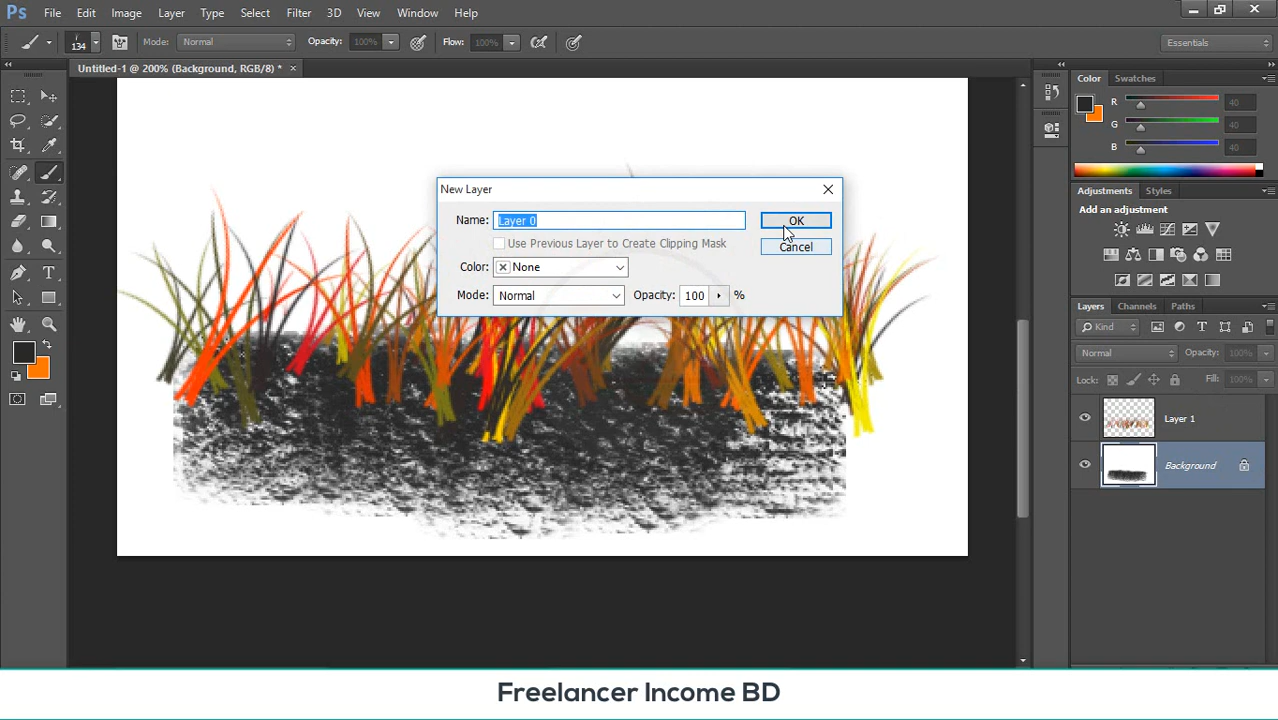 Ps File Edit Image Layer Type Select Filter 3D View Window Help
134 Mode: Normal Opacity: 100% Flow: 100% Essentials
Untitled-1 @ 200% (Background, RGB/8) * ×
Color Swatches
R 40
G 40
B 40
Adjustments Styles
Add an adjustment
New Layer
Name: Layer 0 OK
Use Previous Layer to Create Clipping Mask Cancel
Color: None
Mode: Normal Opacity: 100 %
Layers Channels Paths
Kind
Normal Opacity: 100%
Lock: Fill: 100%
Layer 1
Background
Freelancer Income BD